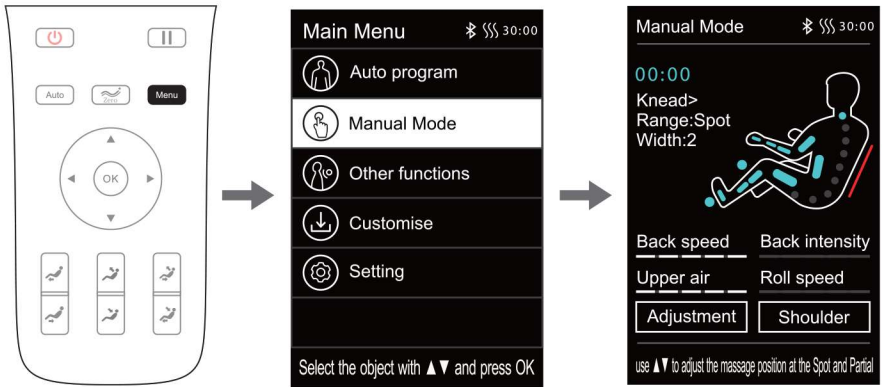 Auto
Zero
Menu
OK
Main Menu
30:00
Auto program
Manual Mode
Other functions
Customise
Setting
Select the object with ▲▼ and press OK
Manual Mode
30:00
00:00
Knead>
Range:Spot
Width:2
Back speed
Back intensity
Upper air
Roll speed
Adjustment
Shoulder
use ▲▼ to adjust the massage position at the Spot and Partial